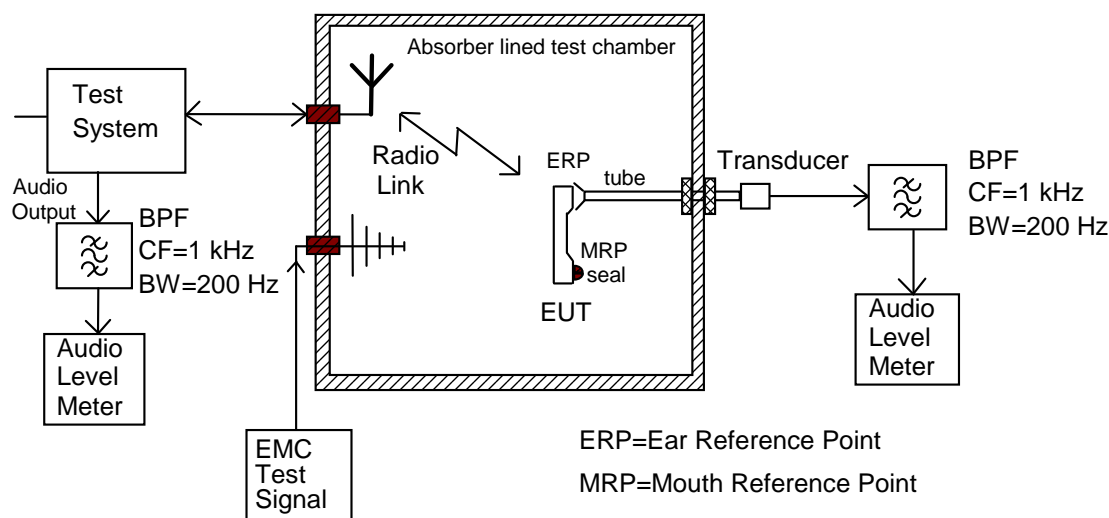 Absorber lined test chamber
Test
System
Radio
Link
ERP
tube
Transducer
BPF
CF=1 kHz
BW=200 Hz
Audio
Output
BPF
CF=1 kHz
BW=200 Hz
MRP
seal
EUT
Audio
Level
Meter
Audio
Level
Meter
EMC
Test
Signal
ERP=Ear Reference Point
MRP=Mouth Reference Point